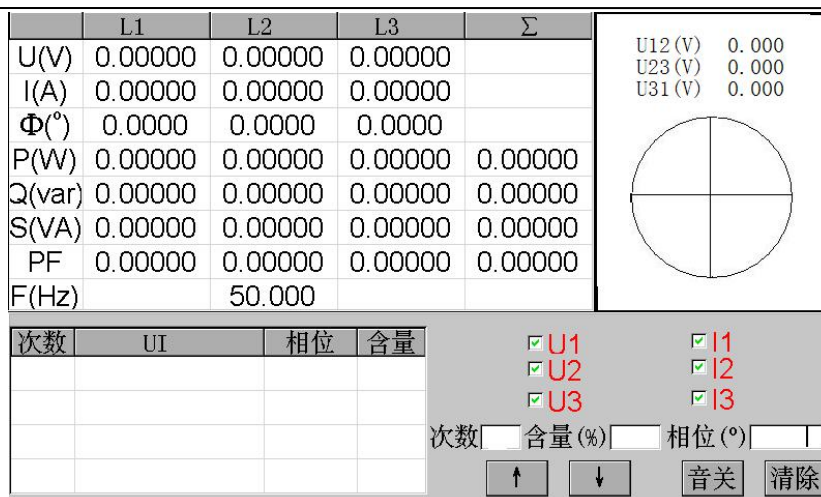 L1 L2 L3 Σ
U(V) 0.00000 0.00000 0.00000
I(A) 0.00000 0.00000 0.00000
Φ(°) 0.0000 0.0000 0.0000
P(W) 0.00000 0.00000 0.00000 0.00000
Q(var) 0.00000 0.00000 0.00000 0.00000
S(VA) 0.00000 0.00000 0.00000 0.00000
PF 0.00000 0.00000 0.00000 0.00000
F(Hz) 50.000
U12(V) 0.000
U23(V) 0.000
U31(V) 0.000
次数 UI 相位 含量
U1 I1
U2 I2
U3 I3
次数 含量(%) 相位(°)
↑ ↓ 音关 清除